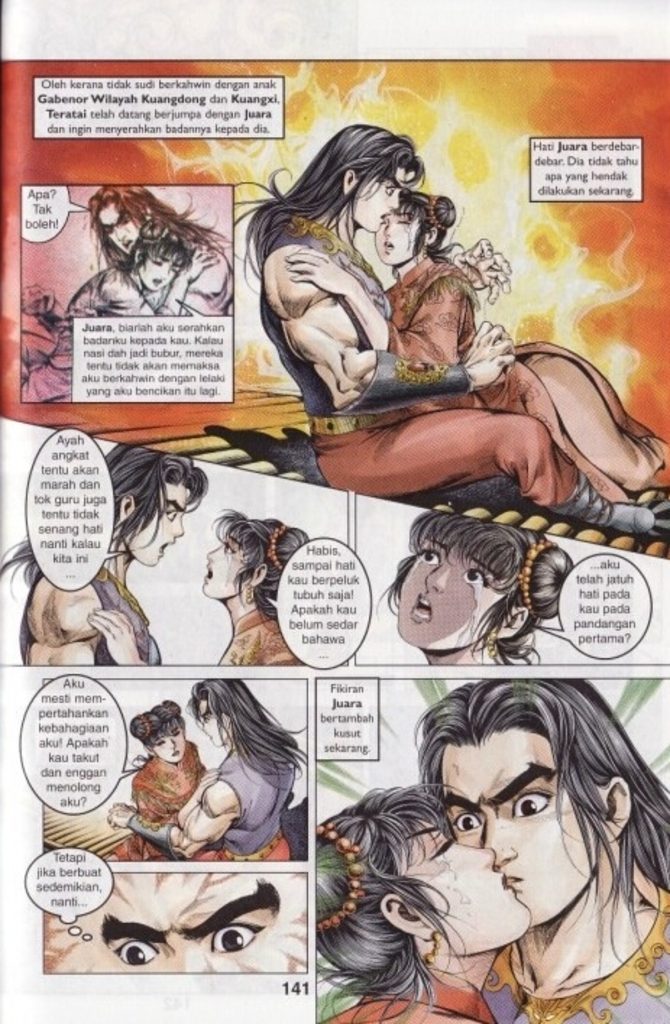 Oleh kerana tidak sudi berkahwin dengan anak
Gabenor Wilayah Kuangdong dan Kuangxi,
Teratai telah datang berjumpa dengan Juara
dan ingin menyerahkan badannya kepada dia.
Hati Juara berdebar-
debar. Dia tidak tahu
apa yang hendak
dilakukan sekarang.
Apa?
Tak
boleh!
Juara, biarlah aku serahkan
badanku kepada kau. Kalau
nasi dah jadi bubur, mereka
tentu tidak akan memaksa
aku berkahwin dengan lelaki
yang aku bencikan itu lagi.
Ayah
angkat
tentu akan
marah dan
tok guru juga
tentu tidak
senang hati
nanti kalau
kita ini
...
Habis,
sampai hati
kau berpeluk
tubuh saja!
Apakah kau
belum sedar
bahawa
...
...aku
telah jatuh
hati pada
kau pada
pandangan
pertama?
Aku
mesti mem-
pertahankan
kebahagiaan
aku! Apakah
kau takut
dan enggan
menolong
aku?
Fikiran
Juara
bertambah
kusut
sekarang.
Tetapi
jika berbuat
sedemikian,
nanti...
141